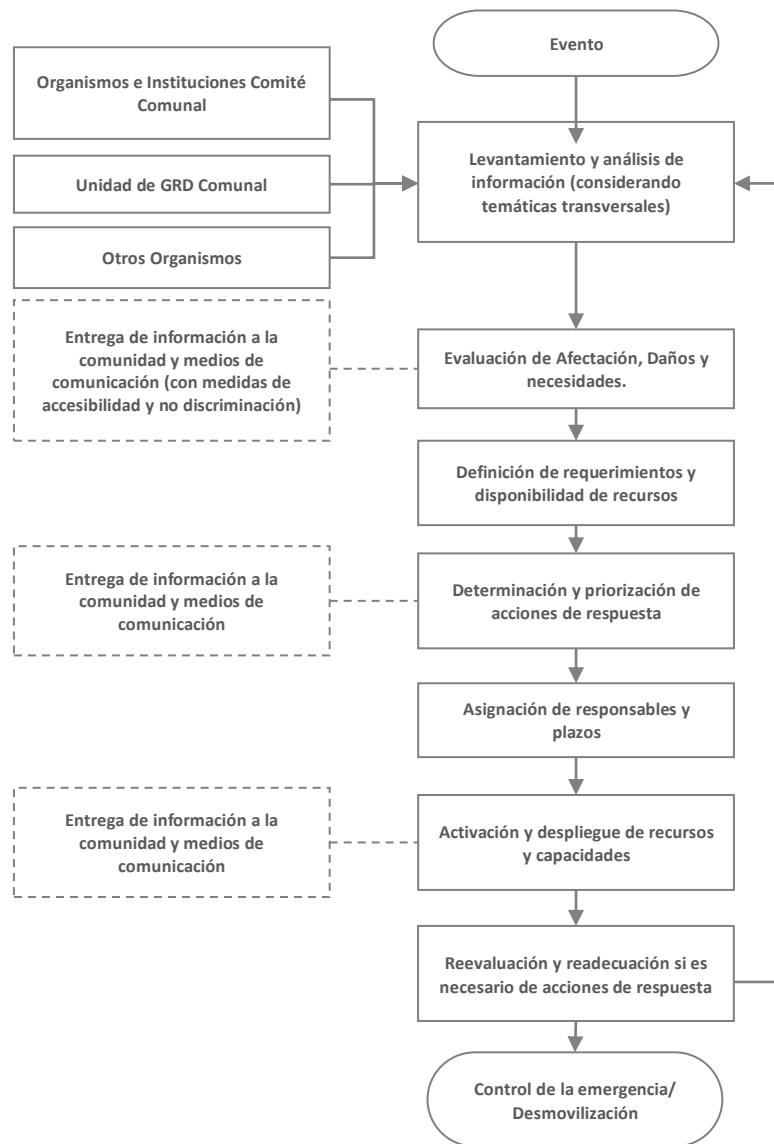 Evento
Organismos e Instituciones Comité
Comunal
Levantamiento y análisis de
información (considerando
temáticas transversales)
Unidad de GRD Comunal
Otros Organismos
Entrega de información a la
comunidad y medios de
comunicación (con medidas de
accesibilidad y no discriminación)
Evaluación de Afectación, Daños y
necesidades.
Definición de requerimientos y
disponibilidad de recursos
Entrega de información a la
comunidad y medios de
comunicación
Determinación y priorización de
acciones de respuesta
Asignación de responsables y
plazos
Entrega de información a la
comunidad y medios de
comunicación
Activación y despliegue de recursos
y capacidades
Reevaluación y readecuación si es
necesario de acciones de respuesta
Control de la emergencia/
Desmovilización